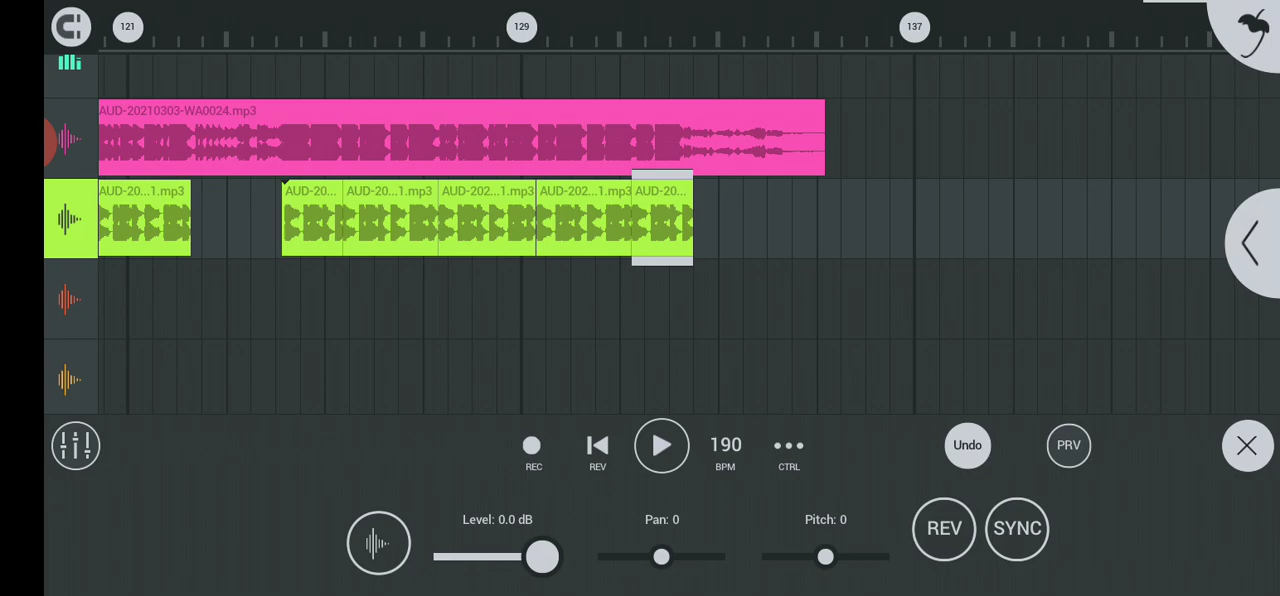 121 129 137
AUD-20210303-WA0024.mp3
AUD-20...1.mp3 AUD-20... AUD-20...1.mp3 AUD-202...1.mp3 AUD-202...1.mp3 AUD-20...
190 Undo PRV
REC REV BPM CTRL
Level: 0.0 dB Pan: 0 Pitch: 0
REV SYNC